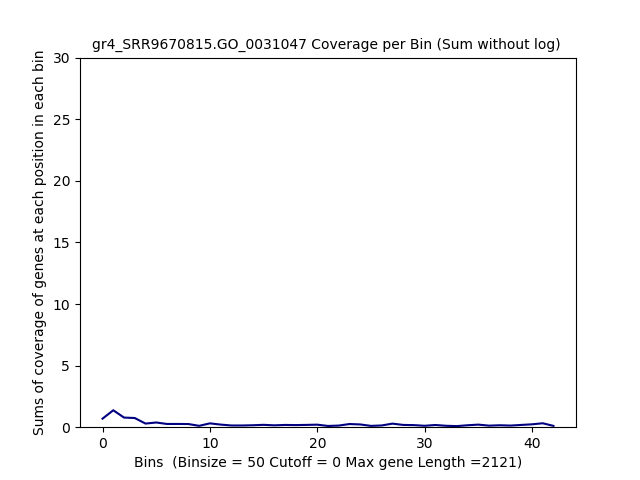 gr4_SRR9670815.GO_0031047 Coverage per Bin (Sum without log)
Sums of coverage of genes at each position in each bin
30
25
20
15
10
5
0
0 10 20 30 40
Bins  (Binsize = 50 Cutoff = 0 Max gene Length =2121)